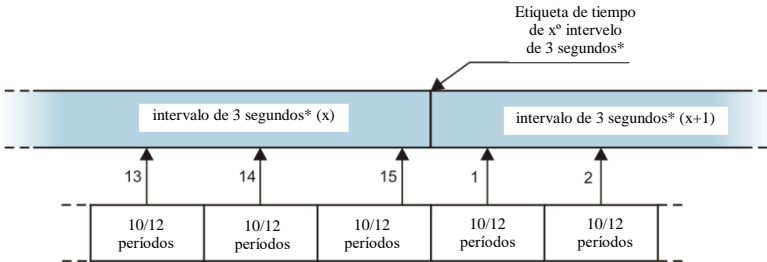 Etiqueta de tiempo
de xº intervelo
de 3 segundos*
intervalo de 3 segundos* (x)
intervalo de 3 segundos* (x+1)
13
14
15
1
2
10/12
períodos
10/12
períodos
10/12
períodos
10/12
períodos
10/12
períodos